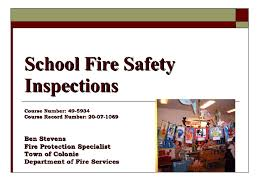 School Fire Safety
Inspections
Course Number: 49-5934
Course Record Number: 20-07-1069
Ben Stevens
Fire Protection Specialist
Town of Colonie
Department of Fire Services